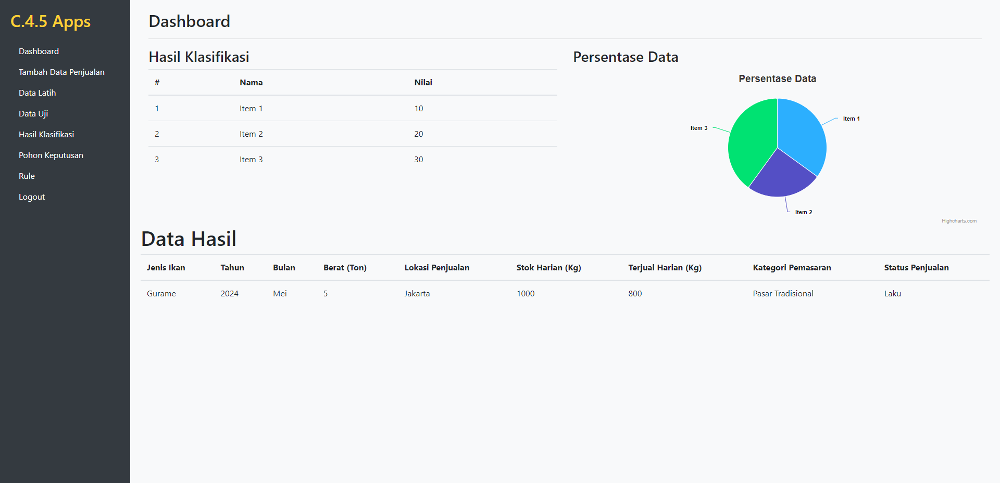 C.4.5 Apps
Dashboard
Tambah Data Penjualan
Data Latih
Data Uji
Hasil Klasifikasi
Pohon Keputusan
Rule
Logout
Dashboard
Hasil Klasifikasi
# Nama Nilai
1 Item 1 10
2 Item 2 20
3 Item 3 30
Persentase Data
Persentase Data
Item 1
Item 3
Item 2
Highcharts.com
Data Hasil
Jenis Ikan Tahun Bulan Berat (Ton) Lokasi Penjualan Stok Harian (Kg) Terjual Harian (Kg) Kategori Pemasaran Status Penjualan
Gurame 2024 Mei 5 Jakarta 1000 800 Pasar Tradisional Laku